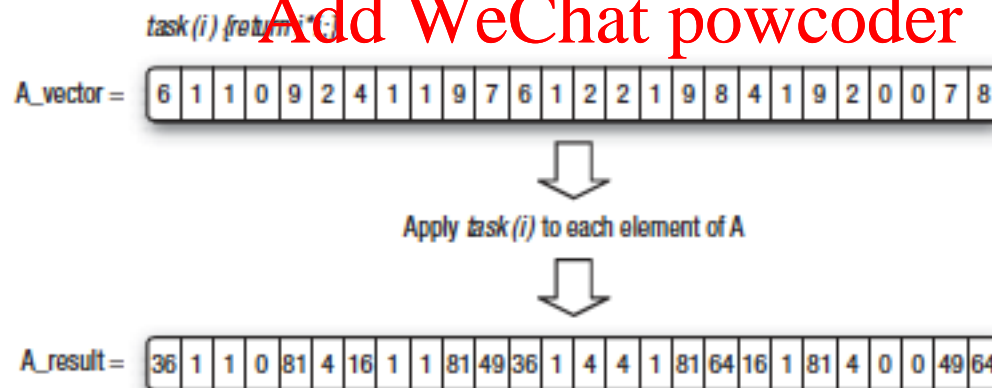 Add WeChat powcoder
task (i) {return i*
A_vector = 6 1 1 0 9 2 4 1 1 9 7 6 1 2 2 1 9 8 4 1 9 2 0 0 7 8
Apply task (i) to each element of A
A_result = 36 1 1 0 81 4 16 1 1 81 49 36 1 4 4 1 81 64 16 1 81 4 0 0 49 64